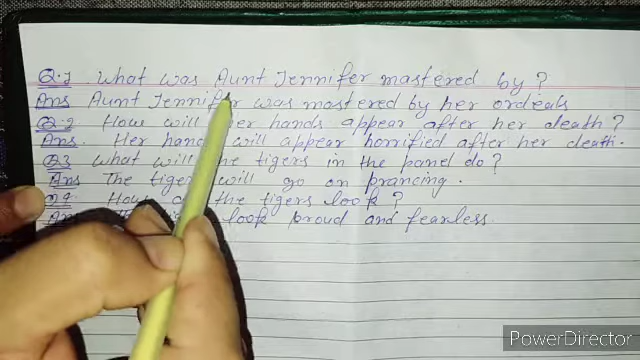 Q.1 What was Aunt Jennifer mastered by?
Ans Aunt Jennifer was mastered by her ordeals
Q.2 How will her hands appear after her death?
Ans. Her hand will appear horrified after her death.
Q3 What will the tigers in the panel do?
Ans The tiger will go on prancing.
Q4. How the tigers look?
Ans look proud and fearless.
PowerDirector